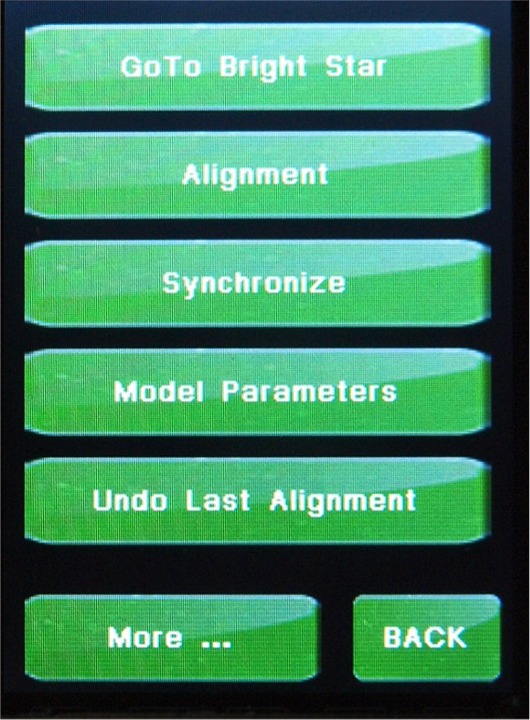 GoTo Bright Star
Alignment
Synchronize
Model Parameters
Undo Last Alignment
More ...
BACK